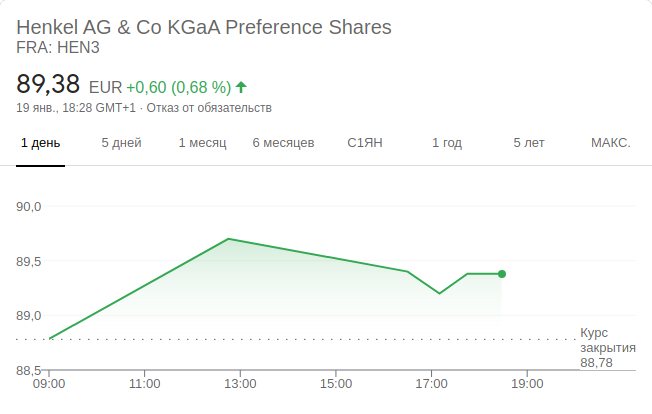 Henkel AG & Co KGaA Preference Shares
FRA: HEN3
89,38 EUR +0,60 (0,68 %)
19 янв., 18:28 GMT+1 · Отказ от обязательств
1 день 5 дней 1 месяц 6 месяцев С1ЯН 1 год 5 лет МАКС.
90,0
89,5
89,0
Курс
закрытия
88,78
88,5
09:00 11:00 13:00 15:00 17:00 19:00